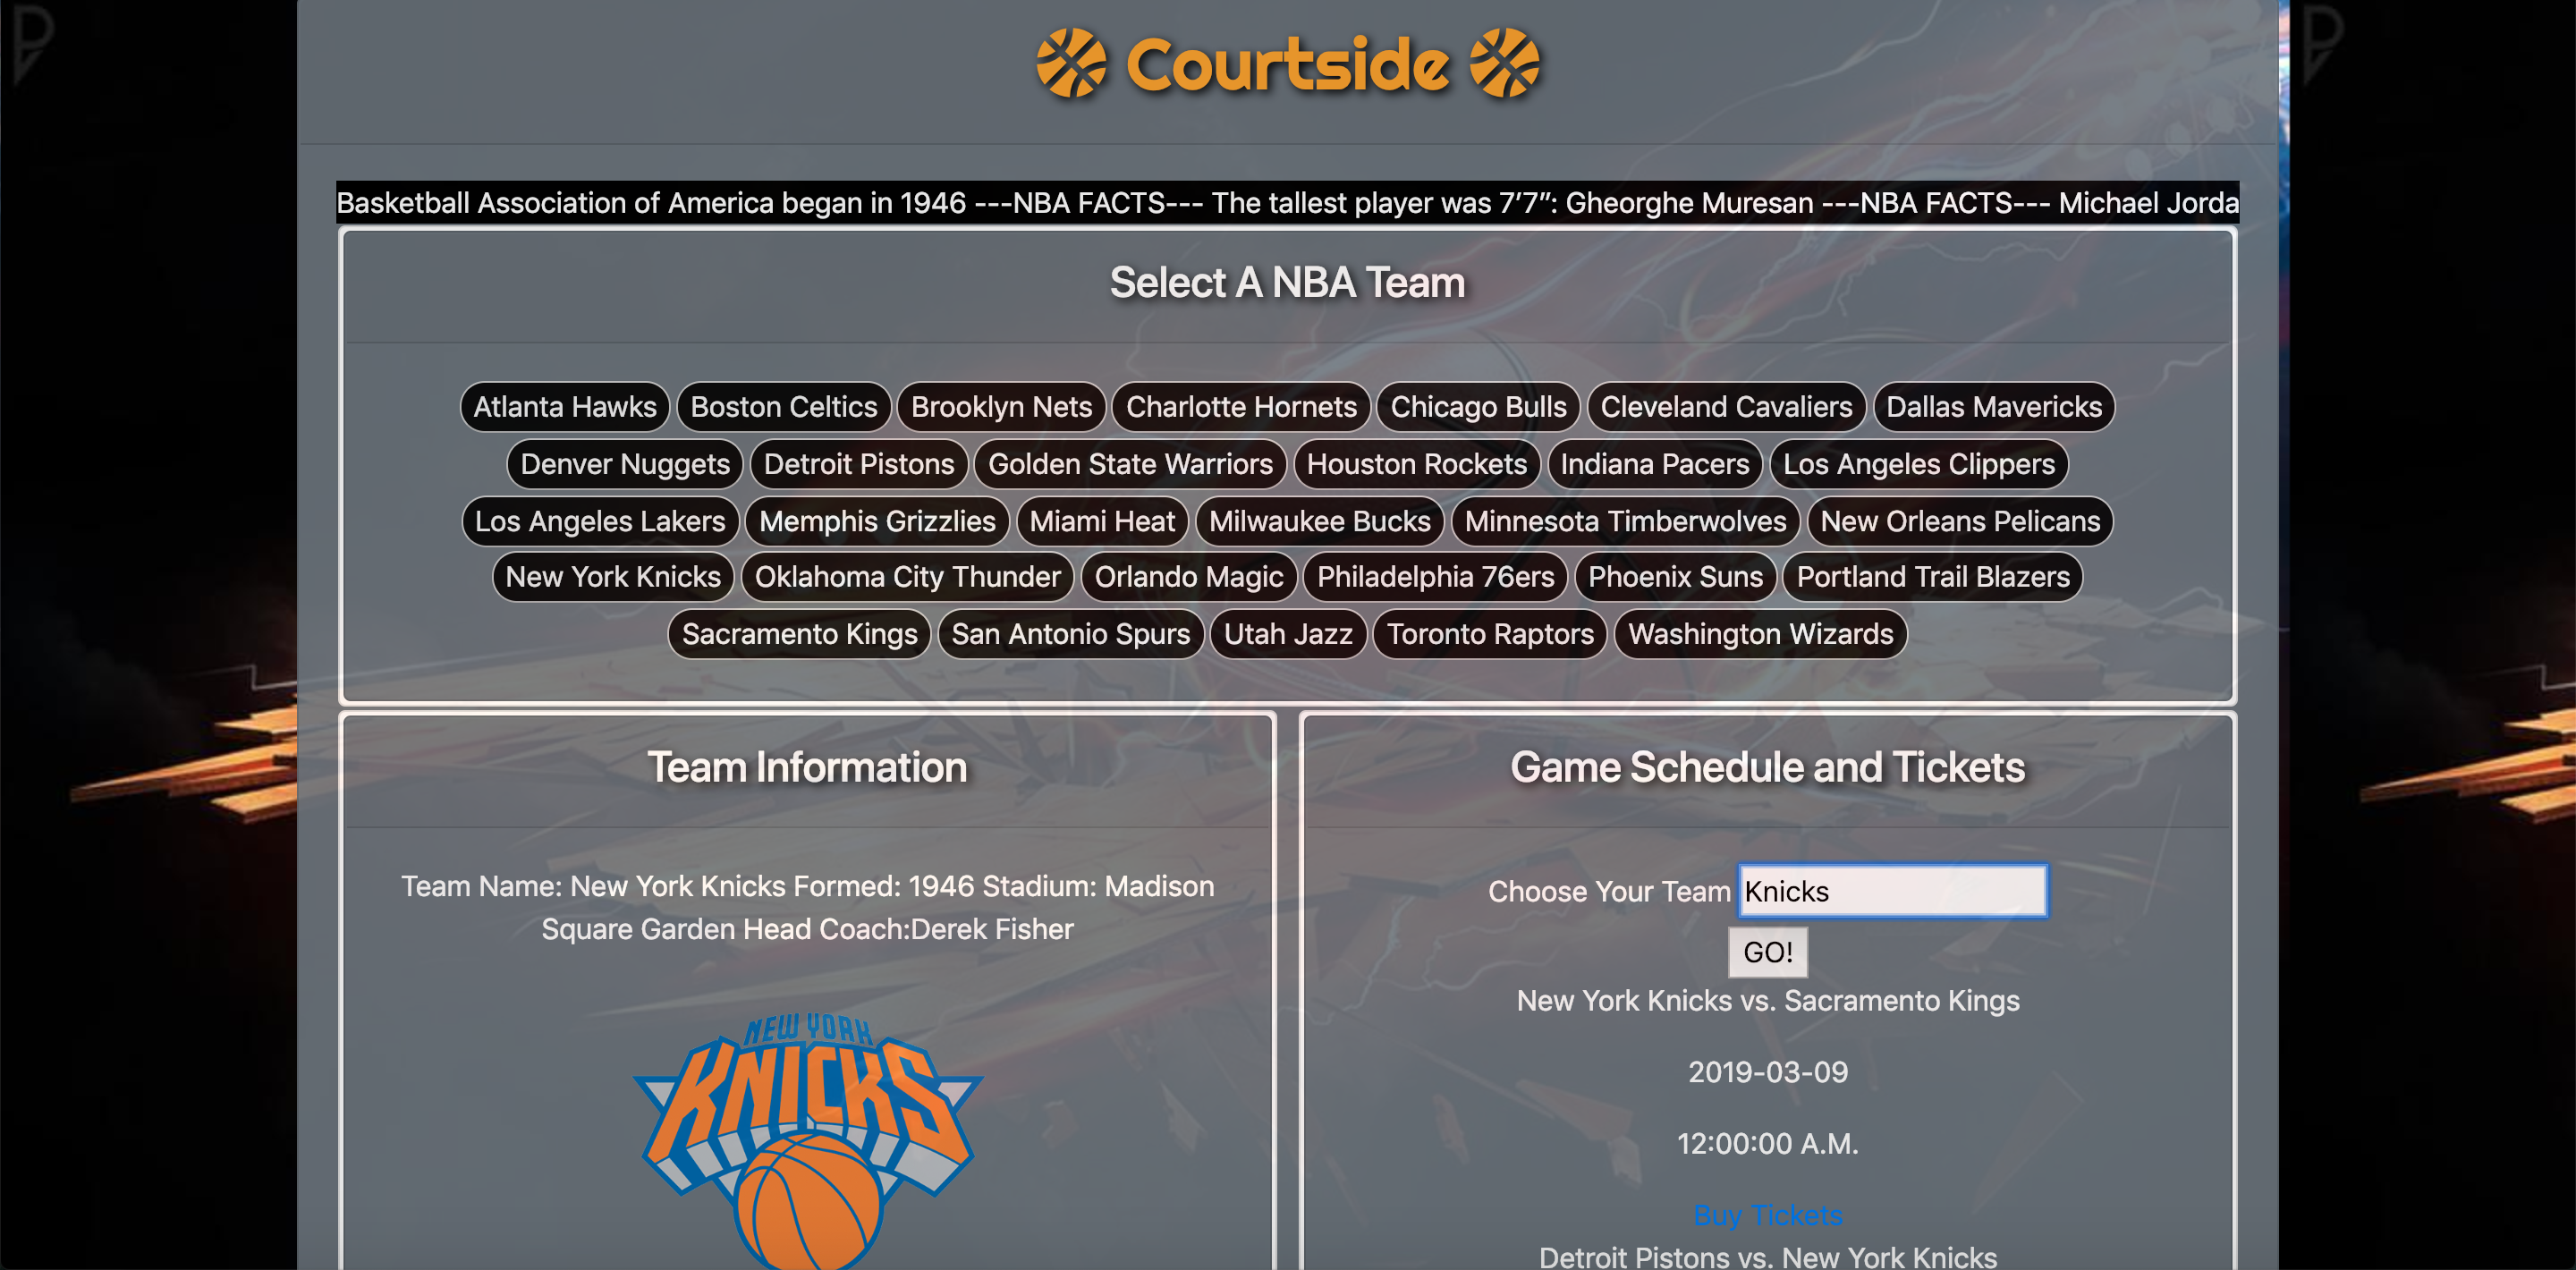 Courtside
Basketball Association of America began in 1946 ---NBA FACTS--- The tallest player was 7’7”: Gheorghe Muresan ---NBA FACTS--- Michael Jorda
Select A NBA Team
Atlanta Hawks Boston Celtics Brooklyn Nets Charlotte Hornets Chicago Bulls Cleveland Cavaliers Dallas Mavericks
Denver Nuggets Detroit Pistons Golden State Warriors Houston Rockets Indiana Pacers Los Angeles Clippers
Los Angeles Lakers Memphis Grizzlies Miami Heat Milwaukee Bucks Minnesota Timberwolves New Orleans Pelicans
New York Knicks Oklahoma City Thunder Orlando Magic Philadelphia 76ers Phoenix Suns Portland Trail Blazers
Sacramento Kings San Antonio Spurs Utah Jazz Toronto Raptors Washington Wizards
Team Information
Team Name: New York Knicks Formed: 1946 Stadium: Madison
Square Garden Head Coach:Derek Fisher
NEW YORK
KNICKS
Game Schedule and Tickets
Choose Your Team Knicks
GO!
New York Knicks vs. Sacramento Kings
2019-03-09
12:00:00 A.M.
Buy Tickets
Detroit Pistons vs. New York Knicks